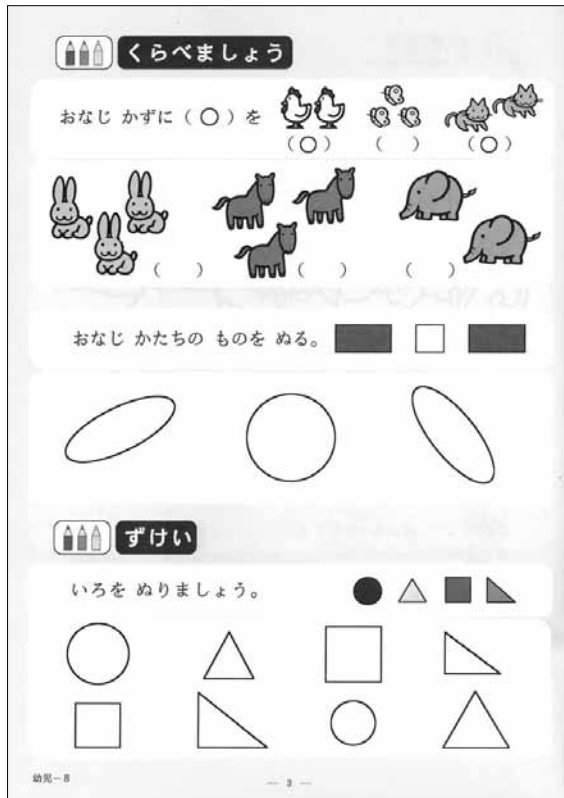 くらべましょう
おなじ かずに ( ○ ) を
( ○ ) ( ) ( ○ )
( ) ( ) ( )
おなじ かたちの ものを ぬる。
ずけい
いろを ぬりましょう。
幼児－8
― 3 ―